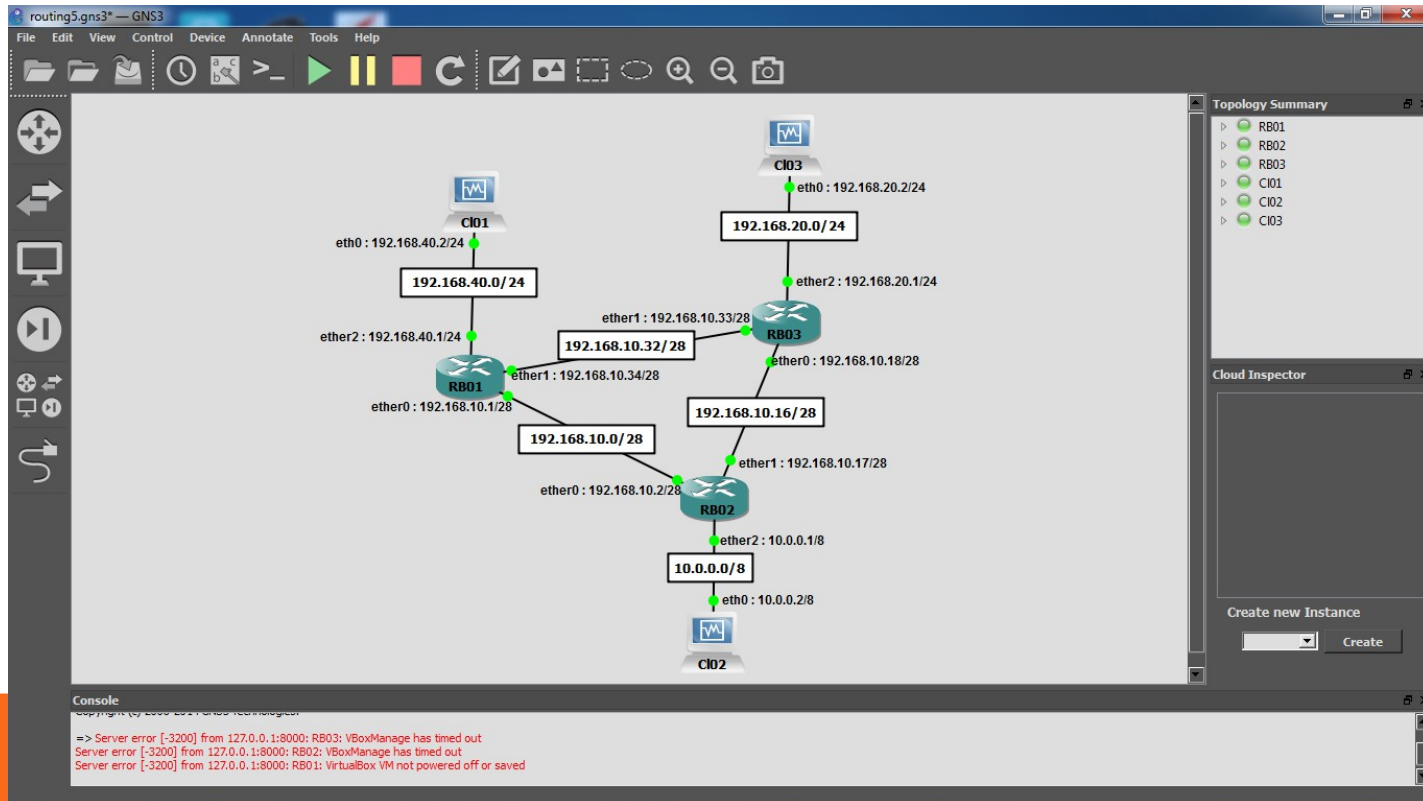 routing5.gns3* — GNS3
File Edit View Control Device Annotate Tools Help
Topology Summary
RB01
RB02
RB03
Cl01
Cl02
Cl03
Cl03
eth0 : 192.168.20.2/24
192.168.20.0/24
ether2 : 192.168.20.1/24
Cl01
eth0 : 192.168.40.2/24
192.168.40.0/24
ether2 : 192.168.40.1/24
ether1 : 192.168.10.33/28
RB03
192.168.10.32/28
ether0 : 192.168.10.18/28
RB01
ether1 : 192.168.10.34/28
ether0 : 192.168.10.1/28
192.168.10.16/28
192.168.10.0/28
ether1 : 192.168.10.17/28
ether0 : 192.168.10.2/28
RB02
ether2 : 10.0.0.1/8
10.0.0.0/8
eth0 : 10.0.0.2/8
Cl02
Cloud Inspector
Create new Instance
Create
Console
=> Server error [-3200] from 127.0.0.1:8000: RB03: VBoxManage has timed out
Server error [-3200] from 127.0.0.1:8000: RB02: VBoxManage has timed out
Server error [-3200] from 127.0.0.1:8000: RB01: VirtualBox VM not powered off or saved